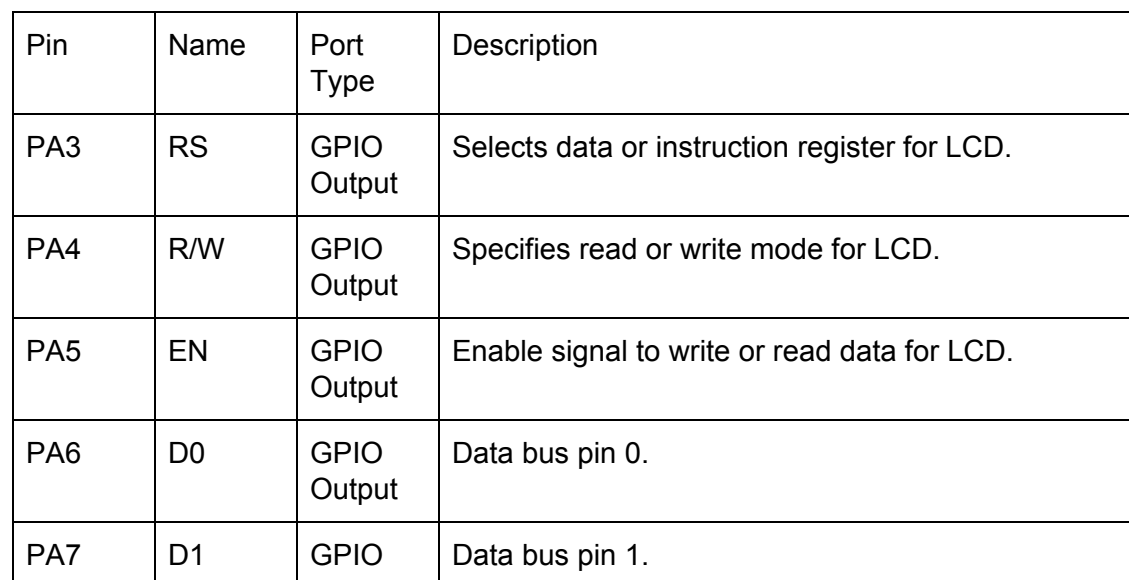 Pin Name Port Type Description
PA3 RS GPIO Output Selects data or instruction register for LCD.
PA4 R/W GPIO Output Specifies read or write mode for LCD.
PA5 EN GPIO Output Enable signal to write or read data for LCD.
PA6 D0 GPIO Output Data bus pin 0.
PA7 D1 GPIO Data bus pin 1.